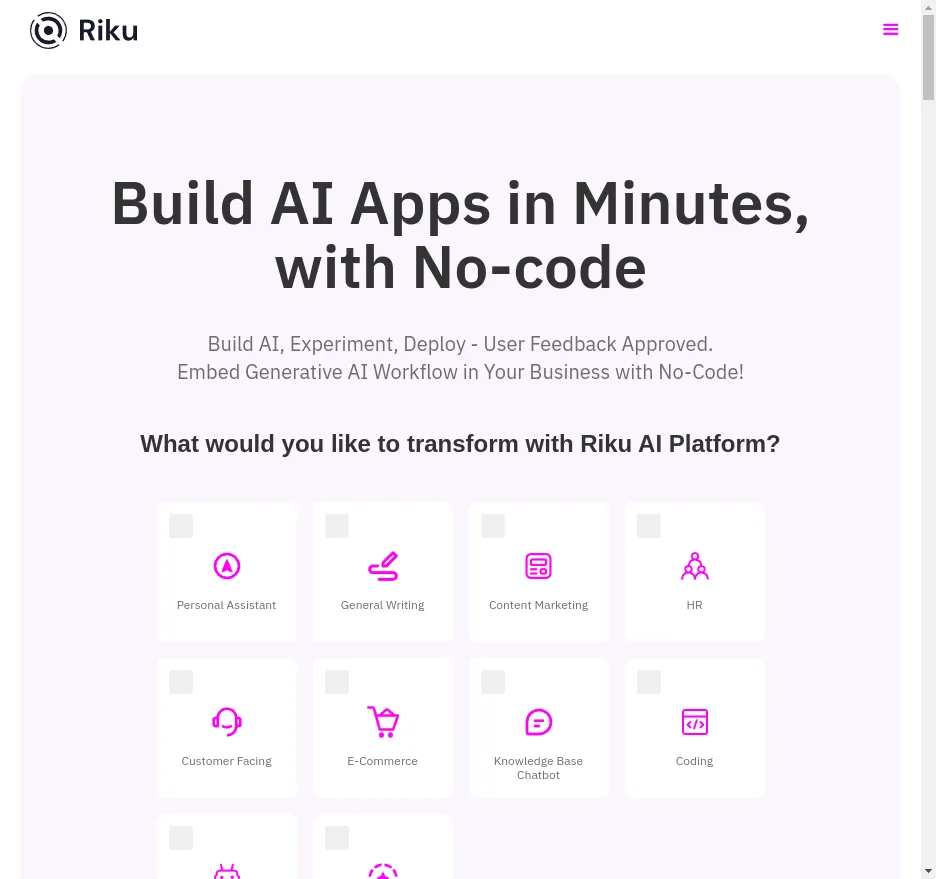 Riku
Build AI Apps in Minutes,
with No-code
Build AI, Experiment, Deploy - User Feedback Approved.
Embed Generative AI Workflow in Your Business with No-Code!
What would you like to transform with Riku AI Platform?
Personal Assistant
General Writing
Content Marketing
HR
Customer Facing
E-Commerce
Knowledge Base
Chatbot
Coding